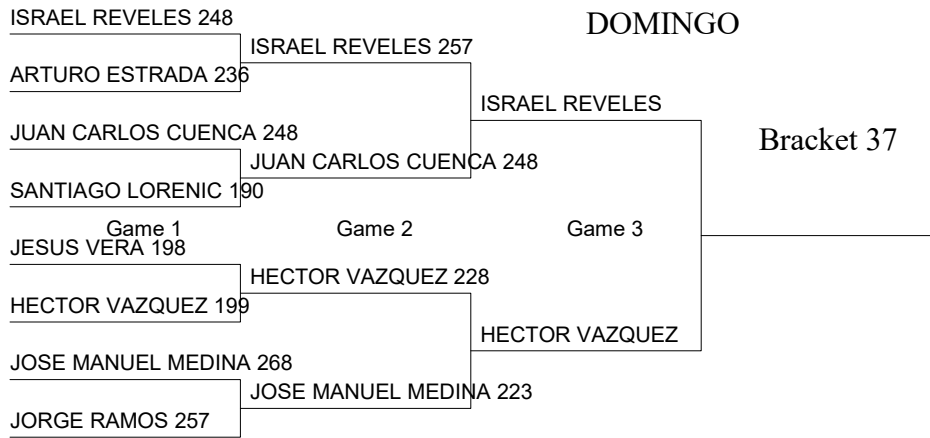 ISRAEL REVELES 248
DOMINGO
ISRAEL REVELES 257
ARTURO ESTRADA 236
ISRAEL REVELES
JUAN CARLOS CUENCA 248
Bracket 37
JUAN CARLOS CUENCA 248
SANTIAGO LORENIC 190
Game 1
Game 2
Game 3
JESUS VERA 198
HECTOR VAZQUEZ 228
HECTOR VAZQUEZ 199
HECTOR VAZQUEZ
JOSE MANUEL MEDINA 268
JOSE MANUEL MEDINA 223
JORGE RAMOS 257